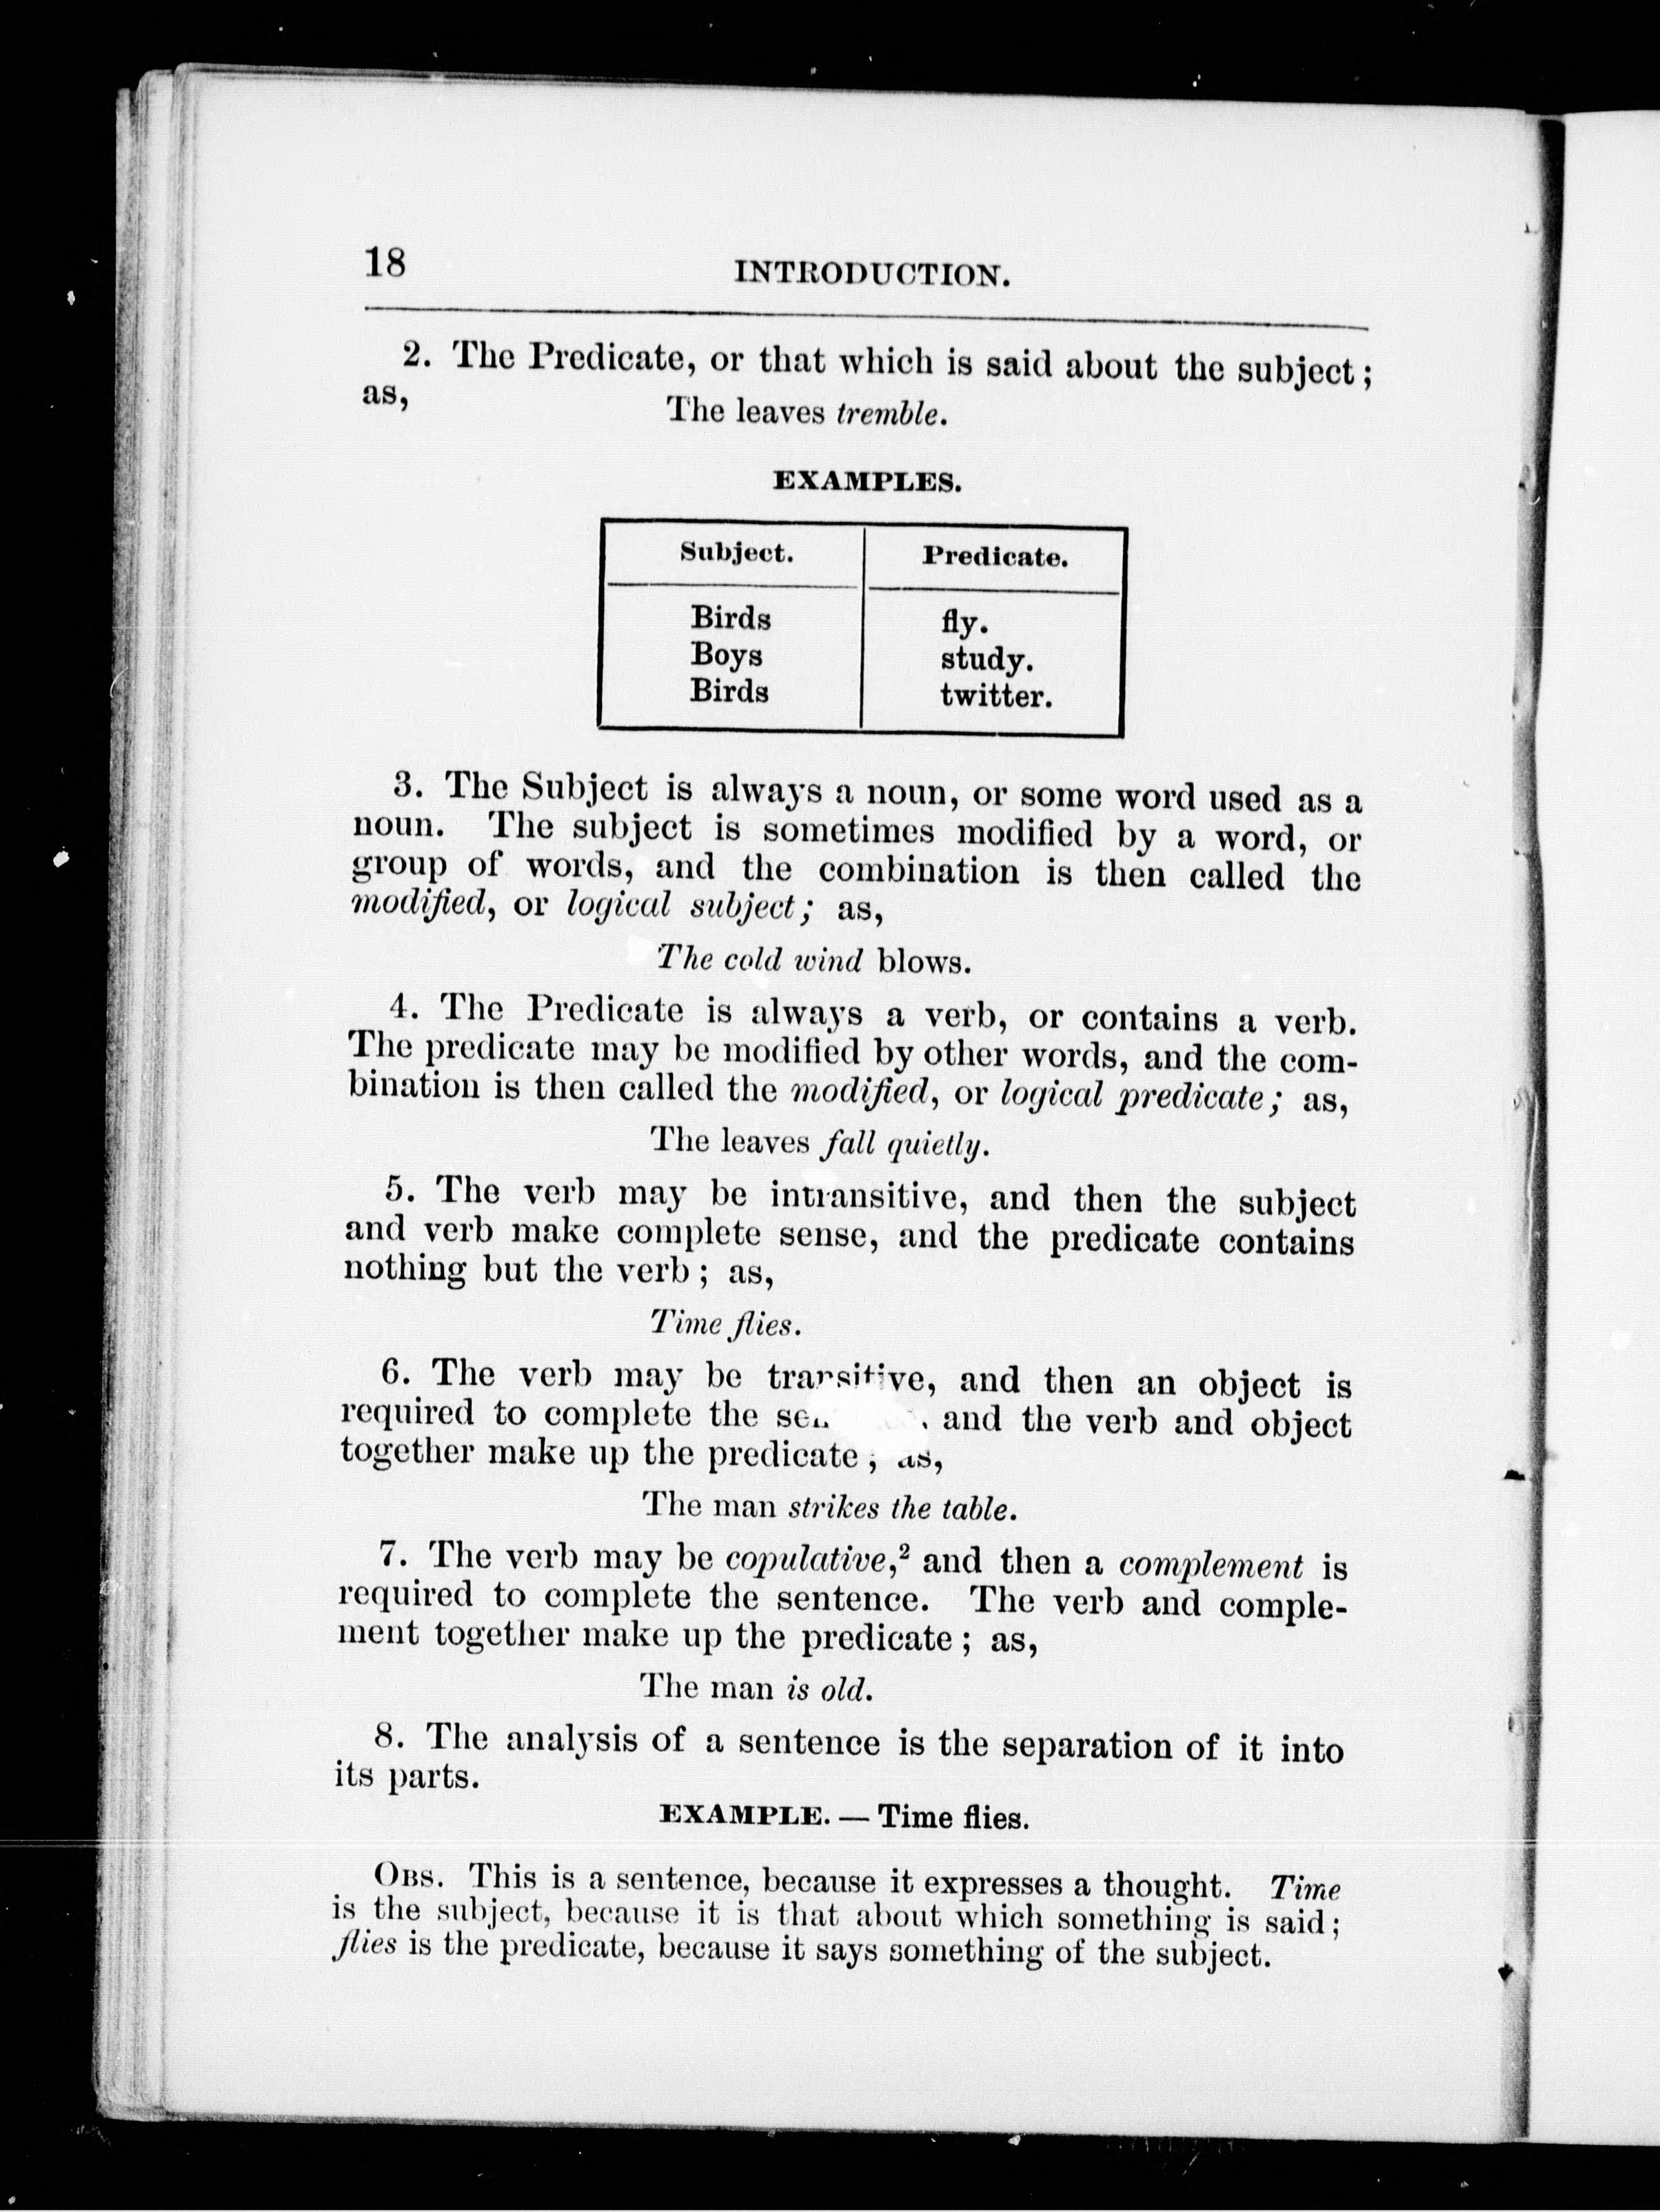 18
INTRODUCTION.
2. The Predicate, or that which is said about the subject;
as,
The leaves tremble.
EXAMPLES.
Subject. Predicate.
Birds fly.
Boys study.
Birds twitter.
3. The Subject is always a noun, or some word used as a
noun. The subject is sometimes modified by a word, or
group of words, and the combination is then called the
modified, or logical subject; as,
The cold wind blows.
4. The Predicate is always a verb, or contains a verb.
The predicate may be modified by other words, and the com-
bination is then called the modified, or logical predicate; as,
The leaves fall quietly.
5. The verb may be intransitive, and then the subject
and verb make complete sense, and the predicate contains
nothing but the verb; as,
Time flies.
6. The verb may be transitive, and then an object is
required to complete the and the verb and object
together make up the predicate; as,
The man strikes the table.
7. The verb may be copulative,² and then a complement is
required to complete the sentence. The verb and comple-
ment together make up the predicate; as,
The man is old.
8. The analysis of a sentence is the separation of it into
its parts.
EXAMPLE. — Time flies.
OBS. This is a sentence, because it expresses a thought. Time
is the subject, because it is that about which something is said;
flies is the predicate, because it says something of the subject.